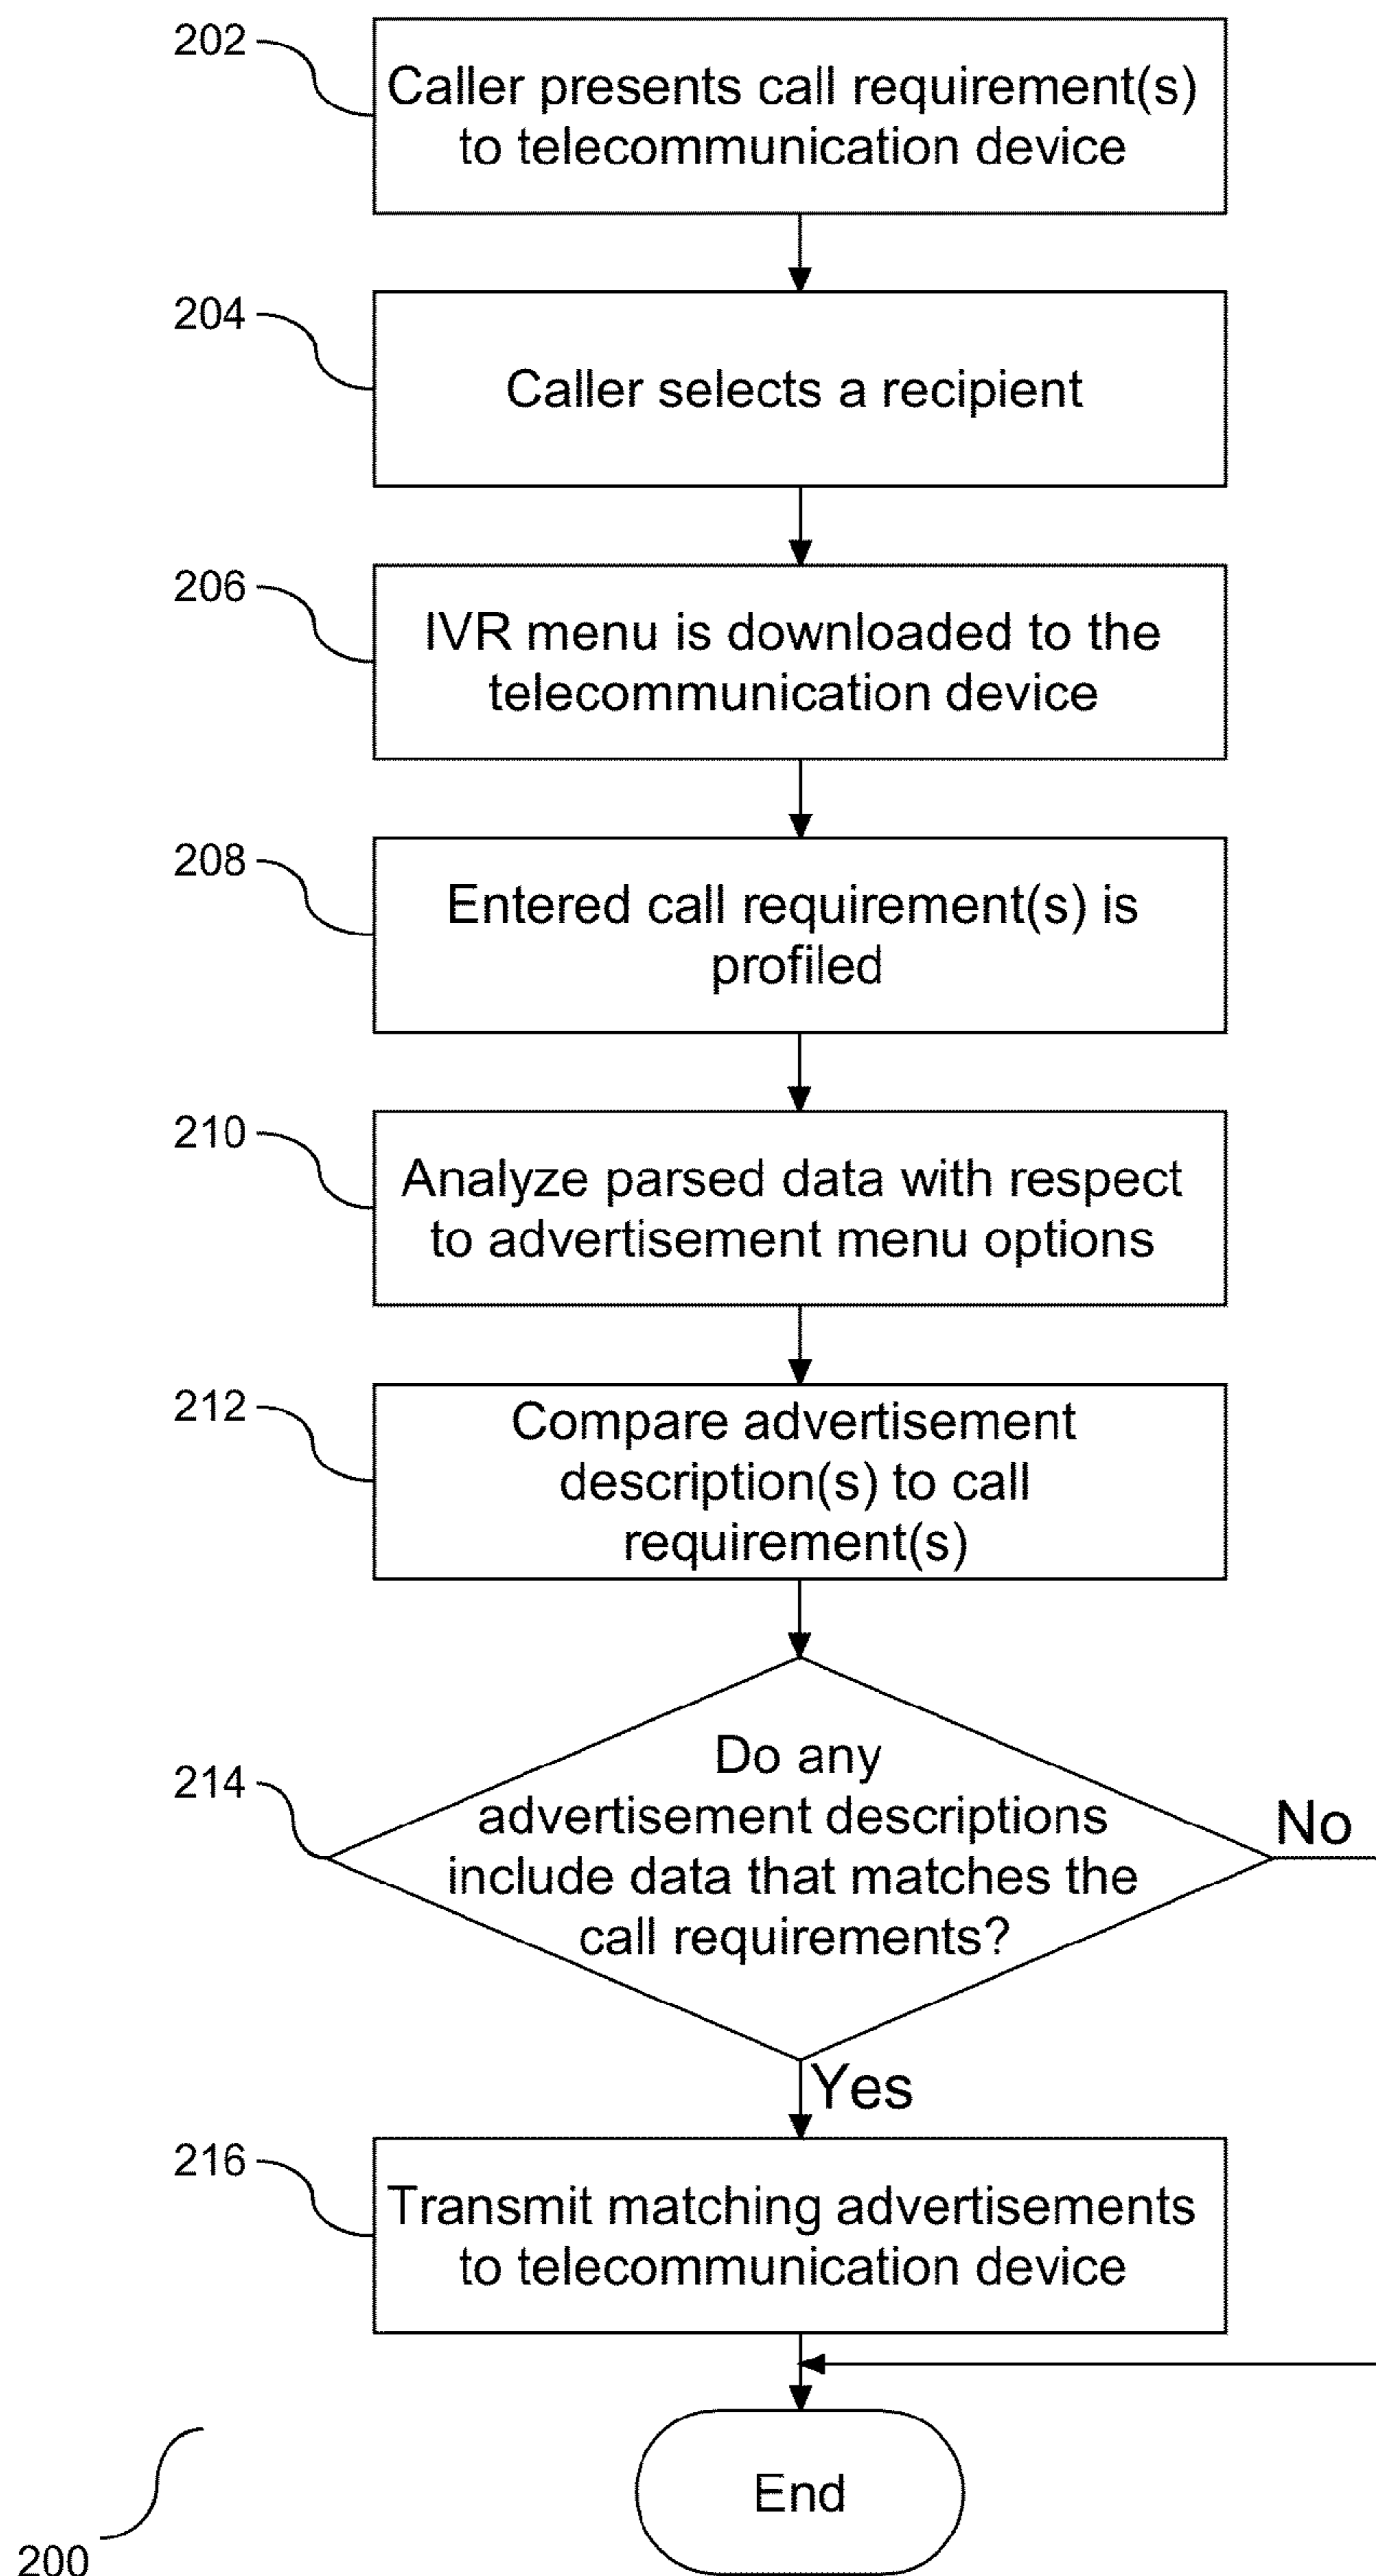 202
Caller presents call requirement(s)
to telecommunication device
204
Caller selects a recipient
206
IVR menu is downloaded to the
telecommunication device
208
Entered call requirement(s) is
profiled
210
Analyze parsed data with respect
to advertisement menu options
212
Compare advertisement
description(s) to call
requirement(s)
214
Do any
advertisement descriptions
include data that matches the
call requirements?
No
Yes
216
Transmit matching advertisements
to telecommunication device
End
200